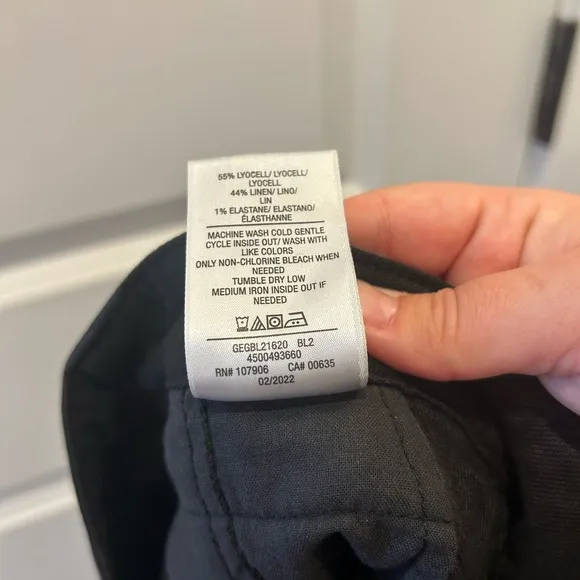 55% LYOCELL/ LYOCELL/
LYOCELL
44% LINEN/ LINO/
LIN
1% ELASTANE/ ELASTANO/
ÉLASTHANNE
MACHINE WASH COLD GENTLE
CYCLE INSIDE OUT/ WASH WITH
LIKE COLORS
ONLY NON-CHLORINE BLEACH WHEN
NEEDED
TUMBLE DRY LOW
MEDIUM IRON INSIDE OUT IF
NEEDED
GEGBL21620 BL2
4500493660
RN# 107906 CA# 00635
02/2022